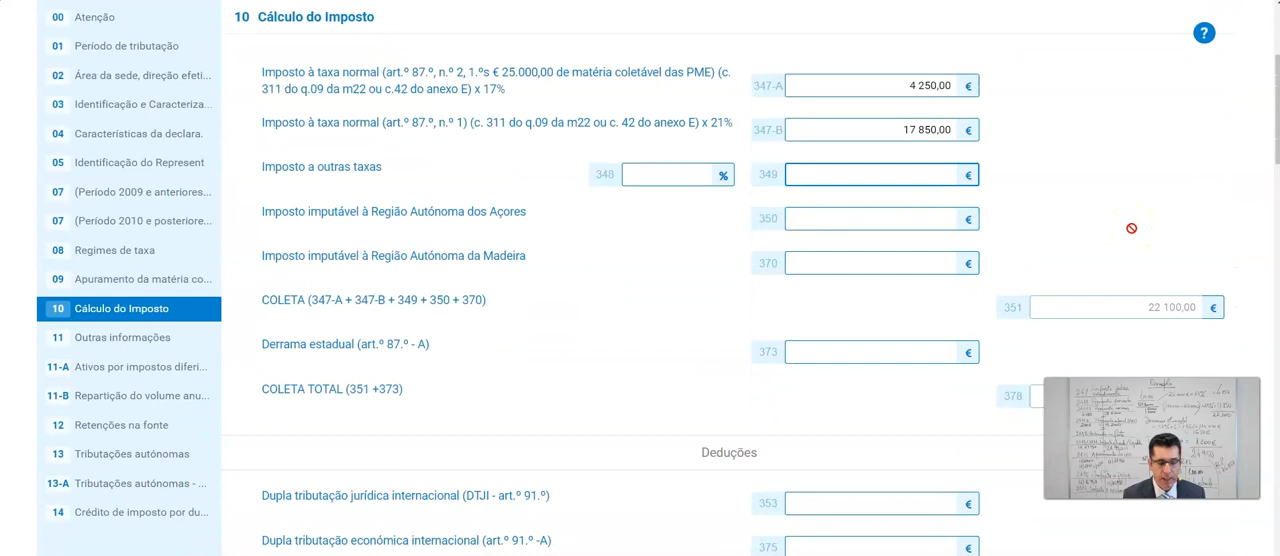 00 Atenção
01 Período de tributação
02 Área da sede, direção efeti...
03 Identificação e Caracteriza...
04 Características da declara.
05 Identificação do Represent
07 (Período 2009 e anteriores...
07 (Período 2010 e posteriore...
08 Regimes de taxa
09 Apuramento da matéria co...
10 Cálculo do Imposto
11 Outras informações
11-A Ativos por impostos diferi...
11-B Repartição do volume anu...
12 Retenções na fonte
13 Tributações autónomas
13-A Tributações autónomas - ...
14 Crédito de imposto por du...
10 Cálculo do Imposto
?
Imposto à taxa normal (art.º 87.º, n.º 2, 1.ºs € 25.000,00 de matéria coletável das PME) (c.
311 do q.09 da m22 ou c.42 do anexo E) x 17%
347-A 4 250,00 €
Imposto à taxa normal (art.º 87.º, n.º 1) (c. 311 do q.09 da m22 ou c. 42 do anexo E) x 21%
347-B 17 850,00 €
Imposto a outras taxas 348 % 349 €
Imposto imputável à Região Autónoma dos Açores 350 €
Imposto imputável à Região Autónoma da Madeira 370 €
COLETA (347-A + 347-B + 349 + 350 + 370) 351 22 100,00 €
Derrama estadual (art.º 87.º - A) 373 €
COLETA TOTAL (351 +373) 378
Deduções
Dupla tributação jurídica internacional (DTJI - art.º 91.º) 353 €
Dupla tributação económica internacional (art.º 91.º -A) 375 €